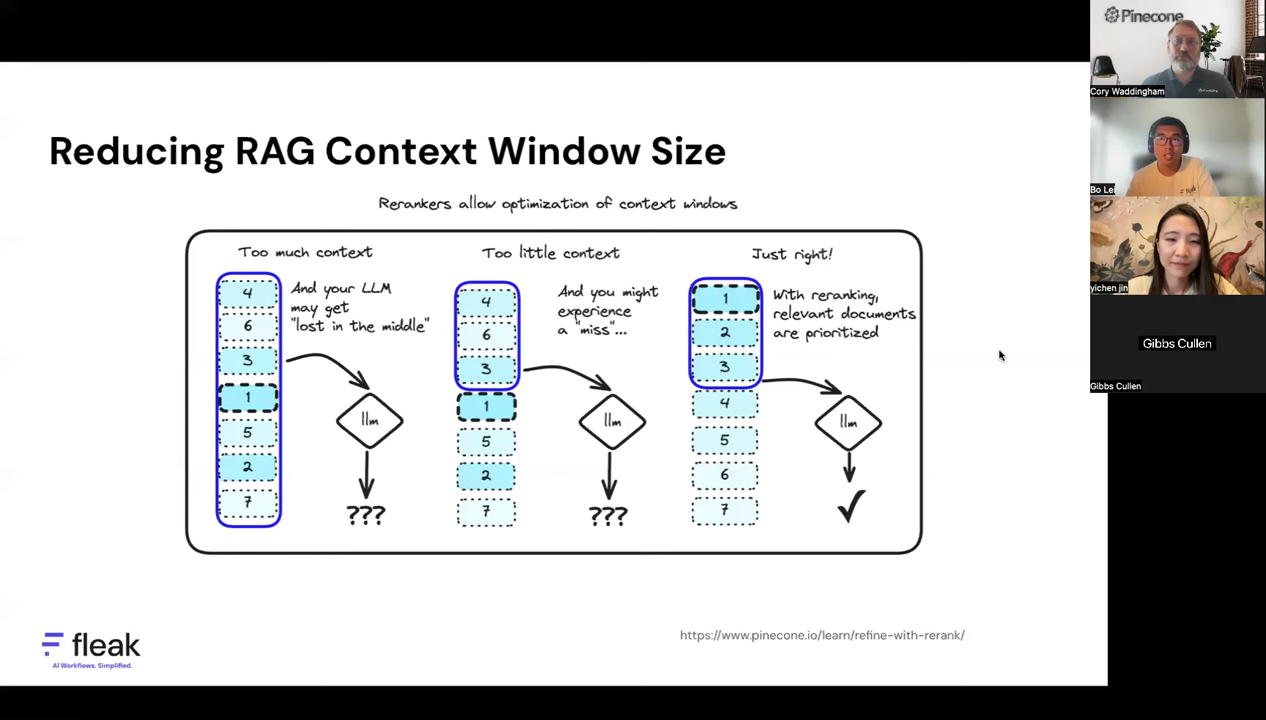 Reducing RAG Context Window Size
Rerankers allow optimization of context windows
Too much context
4
6
3
1
5
2
7
And your LLM
may get
"lost in the middle"
llm
???
Too little context
4
6
3
1
5
2
7
And you might
experience
a "miss"...
llm
???
Just right!
1
2
3
4
5
6
7
With reranking,
relevant documents
are prioritized
llm
fleak
AI Workflows. Simplified.
https://www.pinecone.io/learn/refine-with-rerank/
Pinecone
Cory Waddingham
Bo Lei
yichen jin
Gibbs Cullen
Gibbs Cullen